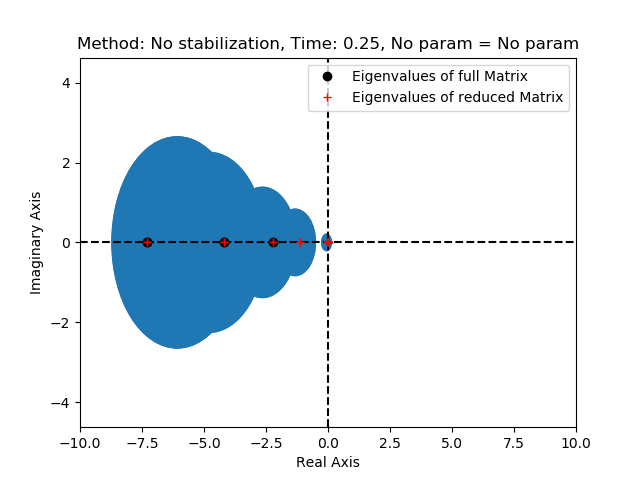 Method: No stabilization, Time: 0.25, No param = No param
Eigenvalues of full Matrix
Eigenvalues of reduced Matrix
Imaginary Axis
4
2
0
−2
−4
−10.0 −7.5 −5.0 −2.5 0.0 2.5 5.0 7.5 10.0
Real Axis